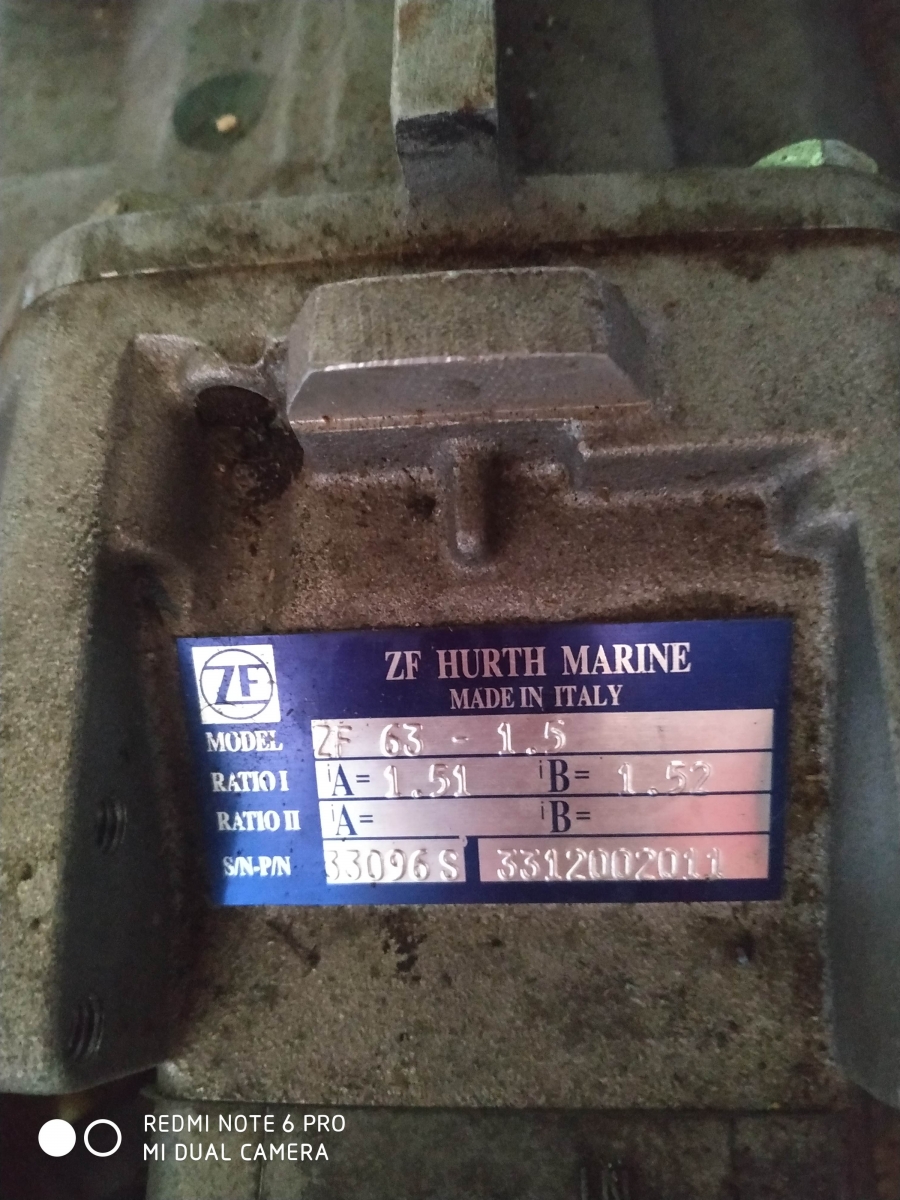 ZF
ZF HURTH MARINE
MADE IN ITALY
MODEL ZF 63 - 1.5
RATIO I iA= 1.51 iB= 1.52
RATIO II iA= iB=
S/N-P/N 33096 S 3312002011
REDMI NOTE 6 PRO
MI DUAL CAMERA